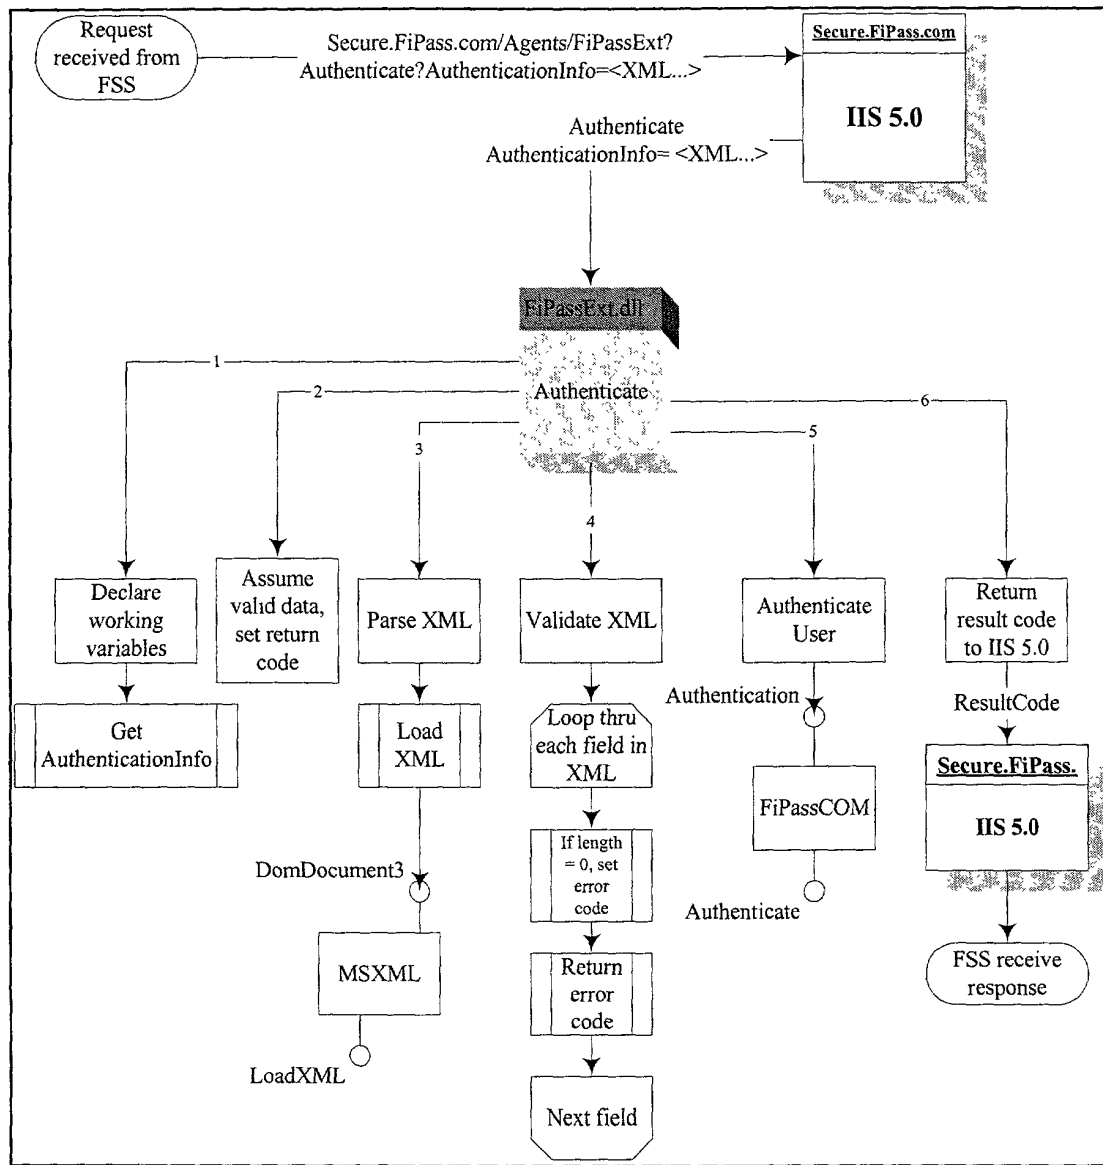 Request
received from
FSS
Secure.FiPass.com/Agents/FiPassExt?
Authenticate?AuthenticationInfo=<XML...>
Secure.FiPass.com
IIS 5.0
Authenticate
AuthenticationInfo= <XML...>
FiPassExt.dll
Authenticate
1
2
3
4
5
6
Declare
working
variables
Get
AuthenticationInfo
Assume
valid data,
set return
code
Parse XML
Load
XML
DomDocument3
MSXML
LoadXML
Validate XML
Loop thru
each field in
XML
If length
= 0, set
error
code
Return
error
code
Next field
Authenticate
User
Authentication
FiPassCOM
Authenticate
Return
result code
to IIS 5.0
ResultCode
Secure.FiPass.
IIS 5.0
FSS receive
response